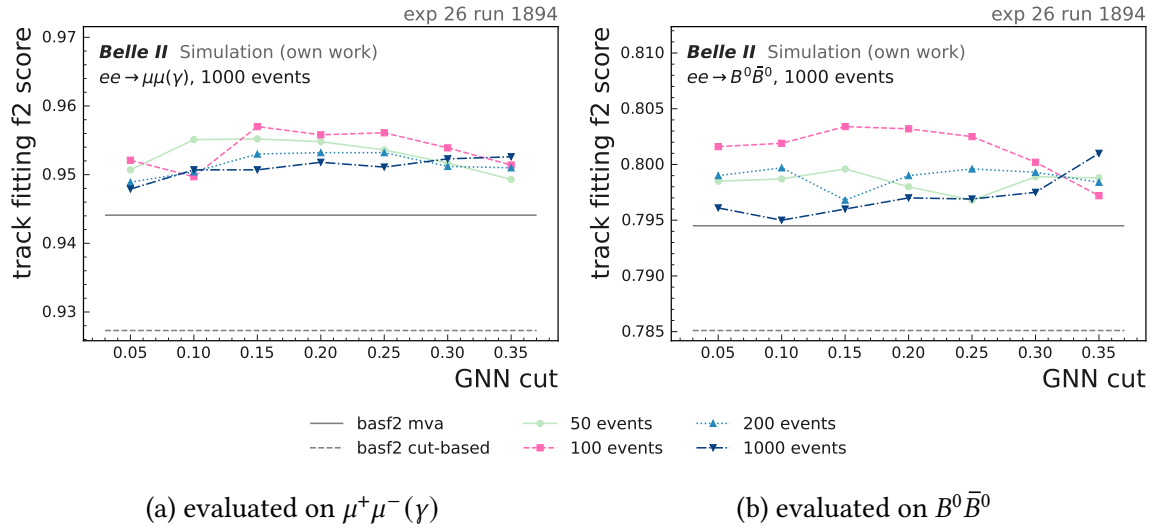 exp 26 run 1894
Belle II Simulation (own work)
ee → μμ(γ), 1000 events
track fitting f2 score
0.97
0.96
0.95
0.94
0.93
0.05 0.10 0.15 0.20 0.25 0.30 0.35
GNN cut
exp 26 run 1894
Belle II Simulation (own work)
ee → B⁰B̄⁰, 1000 events
track fitting f2 score
0.810
0.805
0.800
0.795
0.790
0.785
0.05 0.10 0.15 0.20 0.25 0.30 0.35
GNN cut
basf2 mva 50 events 200 events
basf2 cut-based 100 events 1000 events
(a) evaluated on μ⁺μ⁻(γ)
(b) evaluated on B⁰B̄⁰